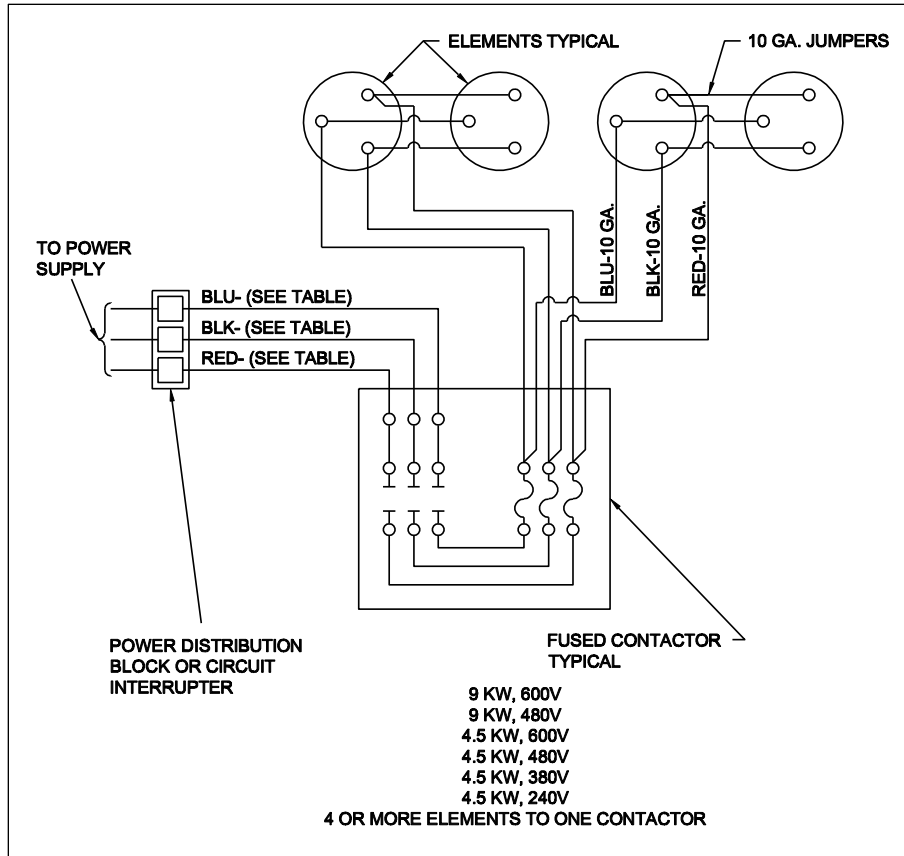 ELEMENTS TYPICAL
10 GA. JUMPERS
BLU-10 GA.
BLK-10 GA.
RED-10 GA.
TO POWER
SUPPLY
BLU- (SEE TABLE)
BLK- (SEE TABLE)
RED- (SEE TABLE)
POWER DISTRIBUTION
BLOCK OR CIRCUIT
INTERRUPTER
FUSED CONTACTOR
TYPICAL
9 KW, 600V
9 KW, 480V
4.5 KW, 600V
4.5 KW, 480V
4.5 KW, 380V
4.5 KW, 240V
4 OR MORE ELEMENTS TO ONE CONTACTOR